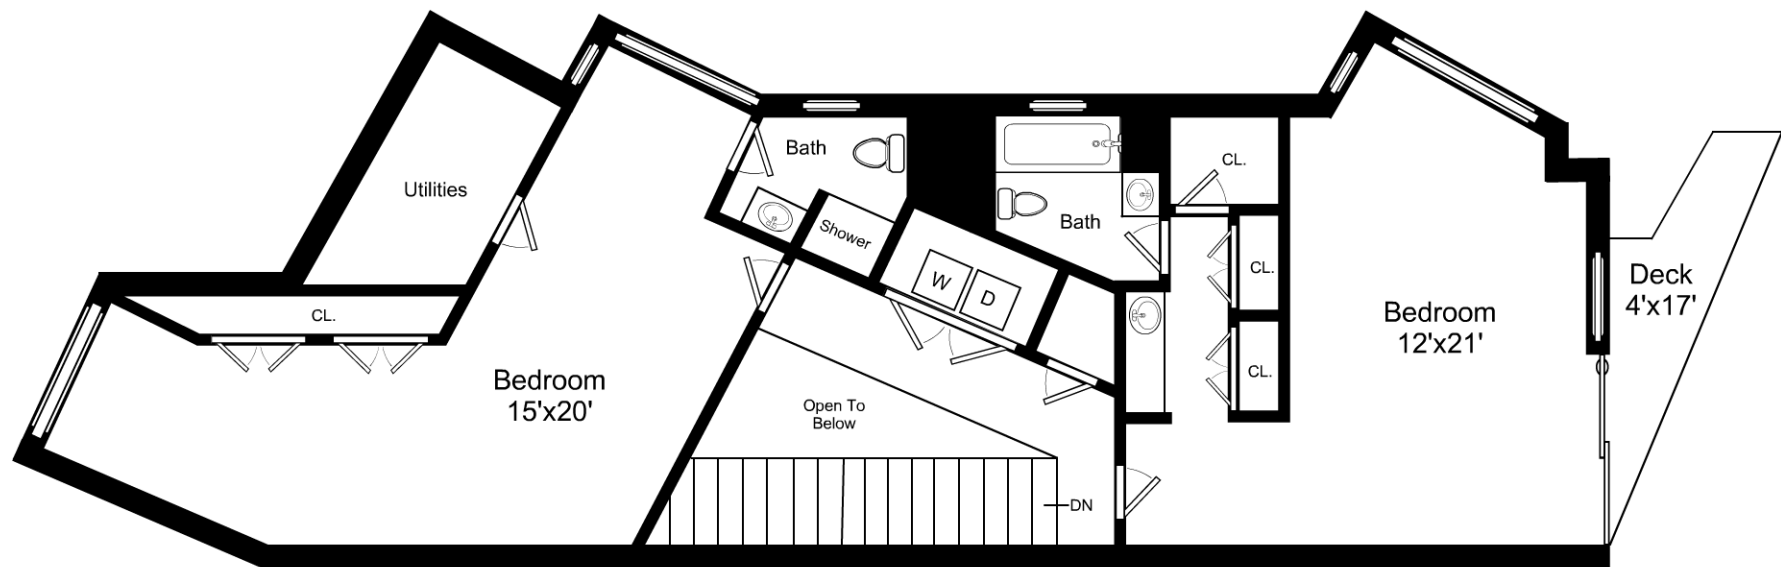 Utilities
CL.
Bedroom
15'x20'
Bath
Shower
W
D
Open To
Below
DN
Bath
CL.
CL.
CL.
Bedroom
12'x21'
Deck
4'x17'